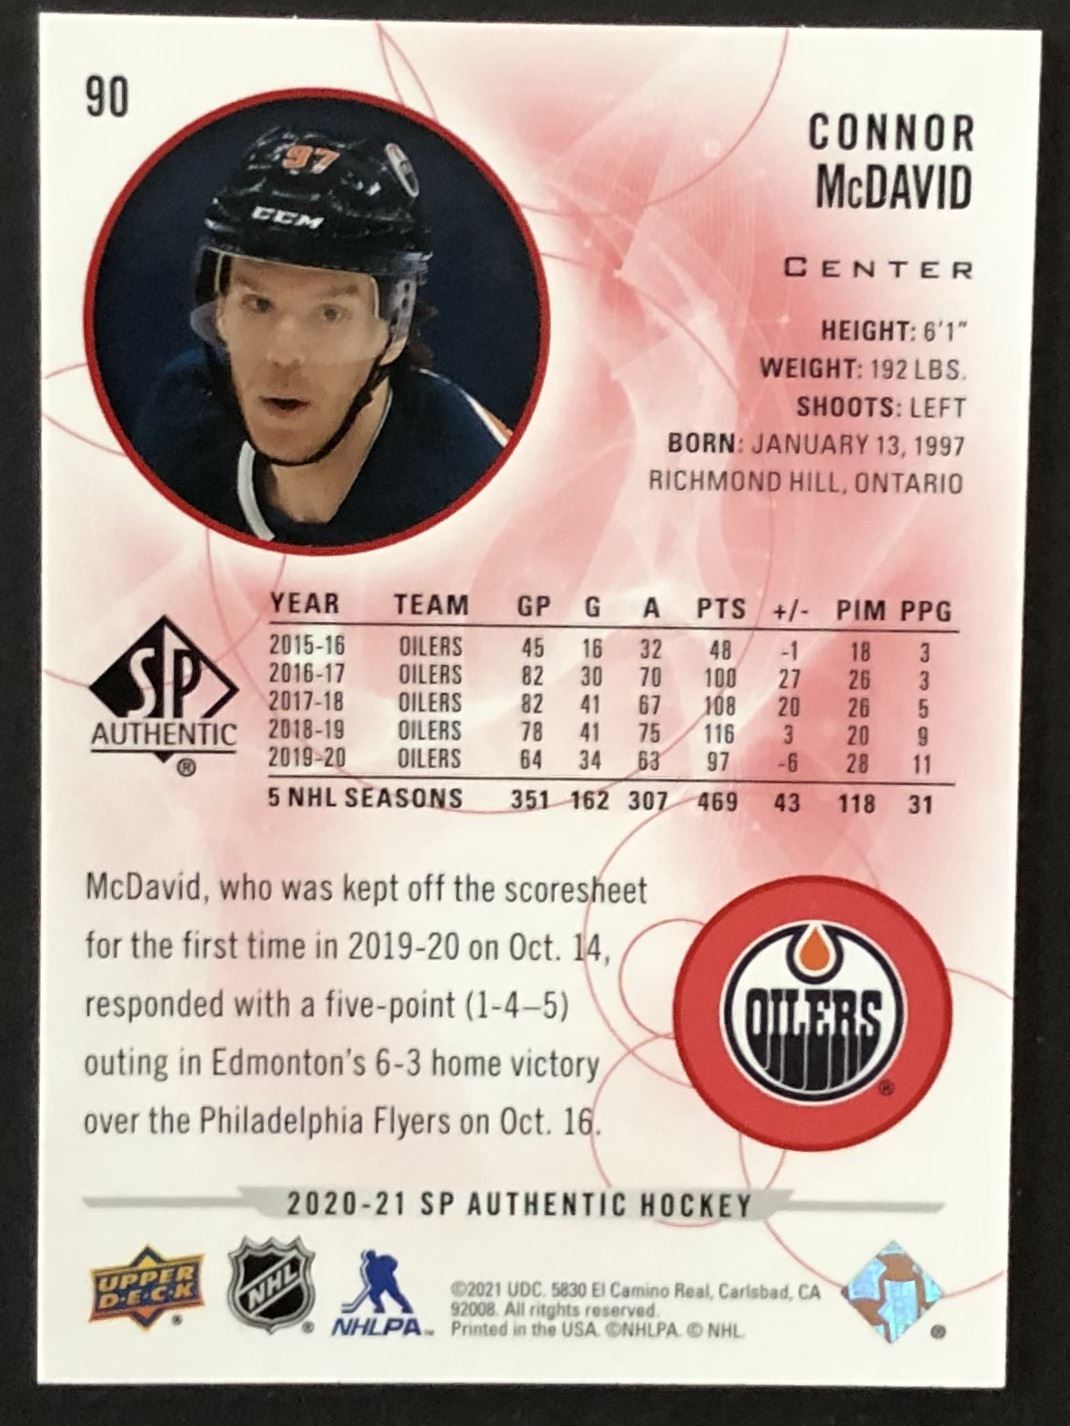 90
97
CCM
CONNOR
McDAVID
CENTER
HEIGHT: 6'1"
WEIGHT: 192 LBS.
SHOOTS: LEFT
BORN: JANUARY 13, 1997
RICHMOND HILL, ONTARIO
SP
AUTHENTIC
®
YEAR TEAM GP G A PTS +/- PIM PPG
2015-16 OILERS 45 16 32 48 -1 18 3
2016-17 OILERS 82 30 70 100 27 26 3
2017-18 OILERS 82 41 67 108 20 26 5
2018-19 OILERS 78 41 75 116 3 20 9
2019-20 OILERS 64 34 63 97 -6 28 11
5 NHL SEASONS 351 162 307 469 43 118 31
McDavid, who was kept off the scoresheet
for the first time in 2019-20 on Oct. 14,
responded with a five-point (1-4–5)
outing in Edmonton's 6-3 home victory
over the Philadelphia Flyers on Oct. 16.
OILERS
®
2020-21 SP AUTHENTIC HOCKEY
UPPER
D·E·C·K
®
NHL
®
NHLPA™
©2021 UDC. 5830 El Camino Real, Carlsbad, CA
92008. All ritghts reserved.
Printed in the USA. ©NHLPA. © NHL.
®